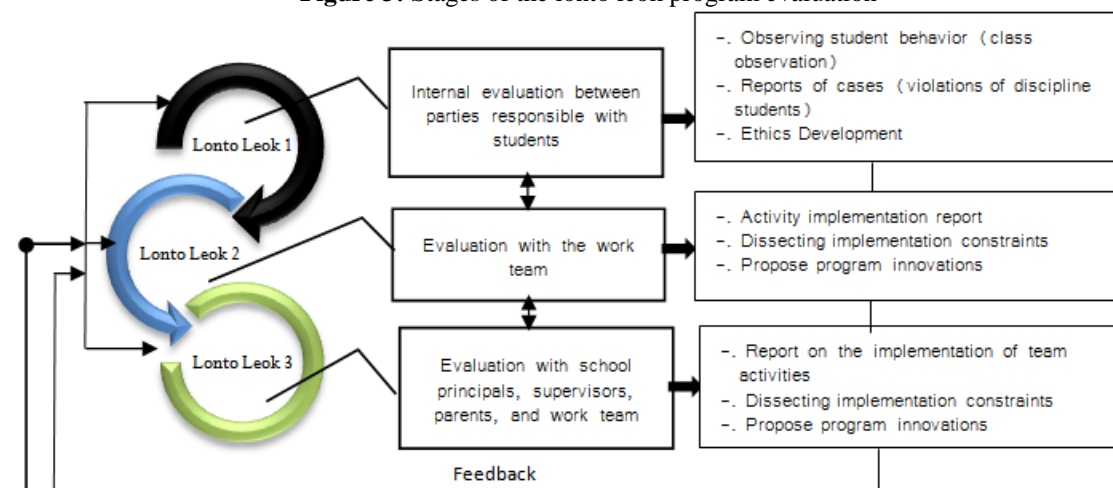 Lonto Leok 1
Internal evaluation between
parties responsible with
students
-. Observing student behavior (class
observation)
-. Reports of cases (violations of discipline
students)
-. Ethics Development
Lonto Leok 2
Evaluation with the work
team
-. Activity implementation report
-. Dissecting implementation constraints
-. Propose program innovations
Lonto Leok 3
Evaluation with school
principals, supervisors,
parents, and work team
-. Report on the implementation of team
activities
-. Dissecting implementation constraints
-. Propose program innovations
Feedback